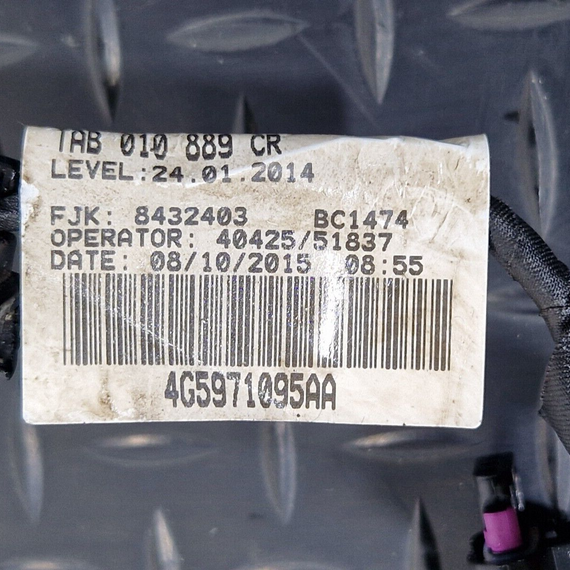 TAB 010 889 CR
LEVEL:24.01.2014
FJK: 8432403 BC1474
OPERATOR: 40425/51837
DATE: 08/10/2015 08:55
4G5971095AA